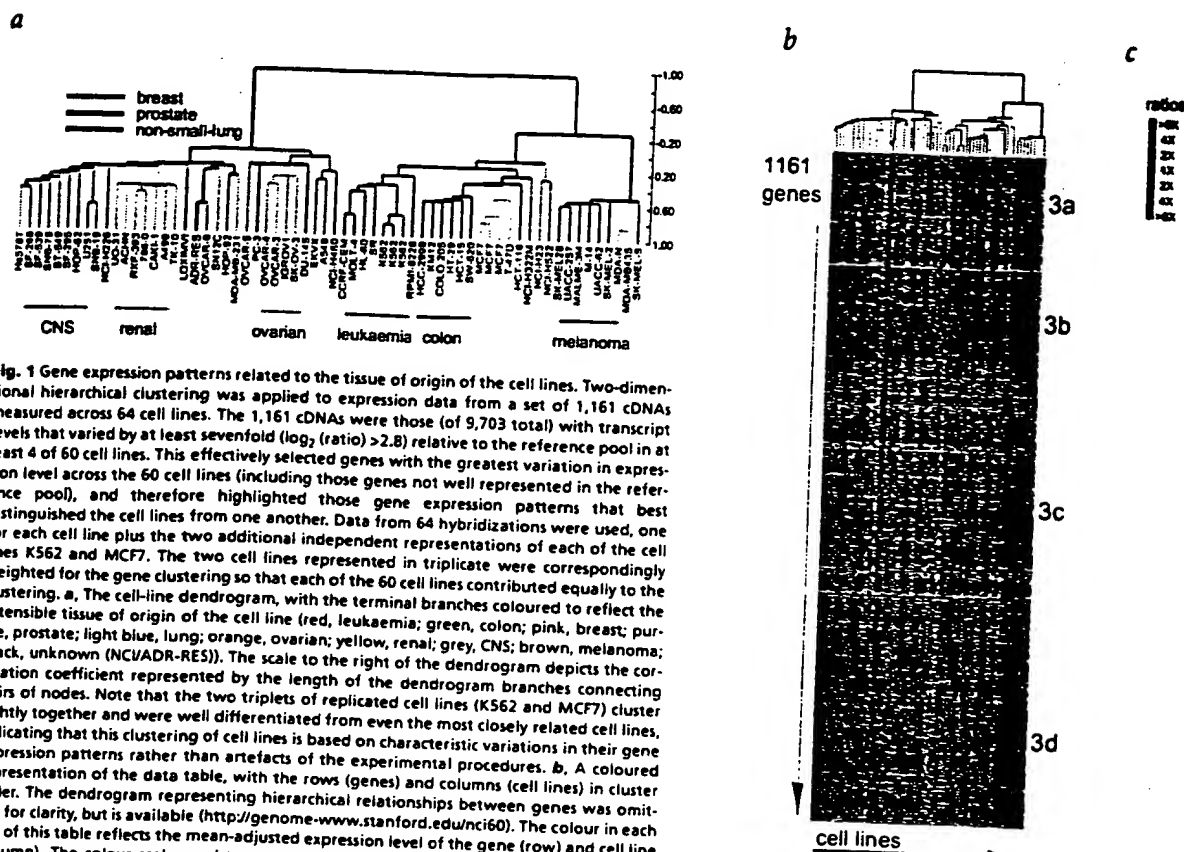 a
breast
prostate
non-small-lung
-1.00
-0.60
-0.20
0.20
0.60
1.00
CNS
renal
ovarian
leukaemia
colon
melanoma
ig. 1 Gene expression patterns related to the tissue of origin of the cell lines. Two-dimen-
ional hierarchical clustering was applied to expression data from a set of 1,161 cDNAs
easured across 64 cell lines. The 1,161 cDNAs were those (of 9,703 total) with transcript
evels that varied by at least sevenfold (log2 (ratio) >2.8) relative to the reference pool in at
east 4 of 60 cell lines. This effectively selected genes with the greatest variation in expres-
on level across the 60 cell lines (including those genes not well represented in the refer-
nce pool), and therefore highlighted those gene expression patterns that best
istinguished the cell lines from one another. Data from 64 hybridizations were used, one
or each cell line plus the two additional independent representations of each of the cell
nes K562 and MCF7. The two cell lines represented in triplicate were correspondingly
eighted for the gene clustering so that each of the 60 cell lines contributed equally to the
ustering. a, The cell-line dendrogram, with the terminal branches coloured to reflect the
tensible tissue of origin of the cell line (red, leukaemia; green, colon; pink, breast; pur-
e, prostate; light blue, lung; orange, ovarian; yellow, renal; grey, CNS; brown, melanoma;
ack, unknown (NCI/ADR-RES)). The scale to the right of the dendrogram depicts the cor-
ation coefficient represented by the length of the dendrogram branches connecting
irs of nodes. Note that the two triplets of replicated cell lines (K562 and MCF7) cluster
htly together and were well differentiated from even the most closely related cell lines,
dicating that this clustering of cell lines is based on characteristic variations in their gene
pression patterns rather than artefacts of the experimental procedures. b, A coloured
presentation of the data table, with the rows (genes) and columns (cell lines) in cluster
der. The dendrogram representing hierarchical relationships between genes was omit-
for clarity, but is available (http://genome-www.stanford.edu/nci60). The colour in each
of this table reflects the mean-adjusted expression level of the gene (row) and cell line
b
1161
genes
3a
3b
3c
3d
cell lines
c
ratios